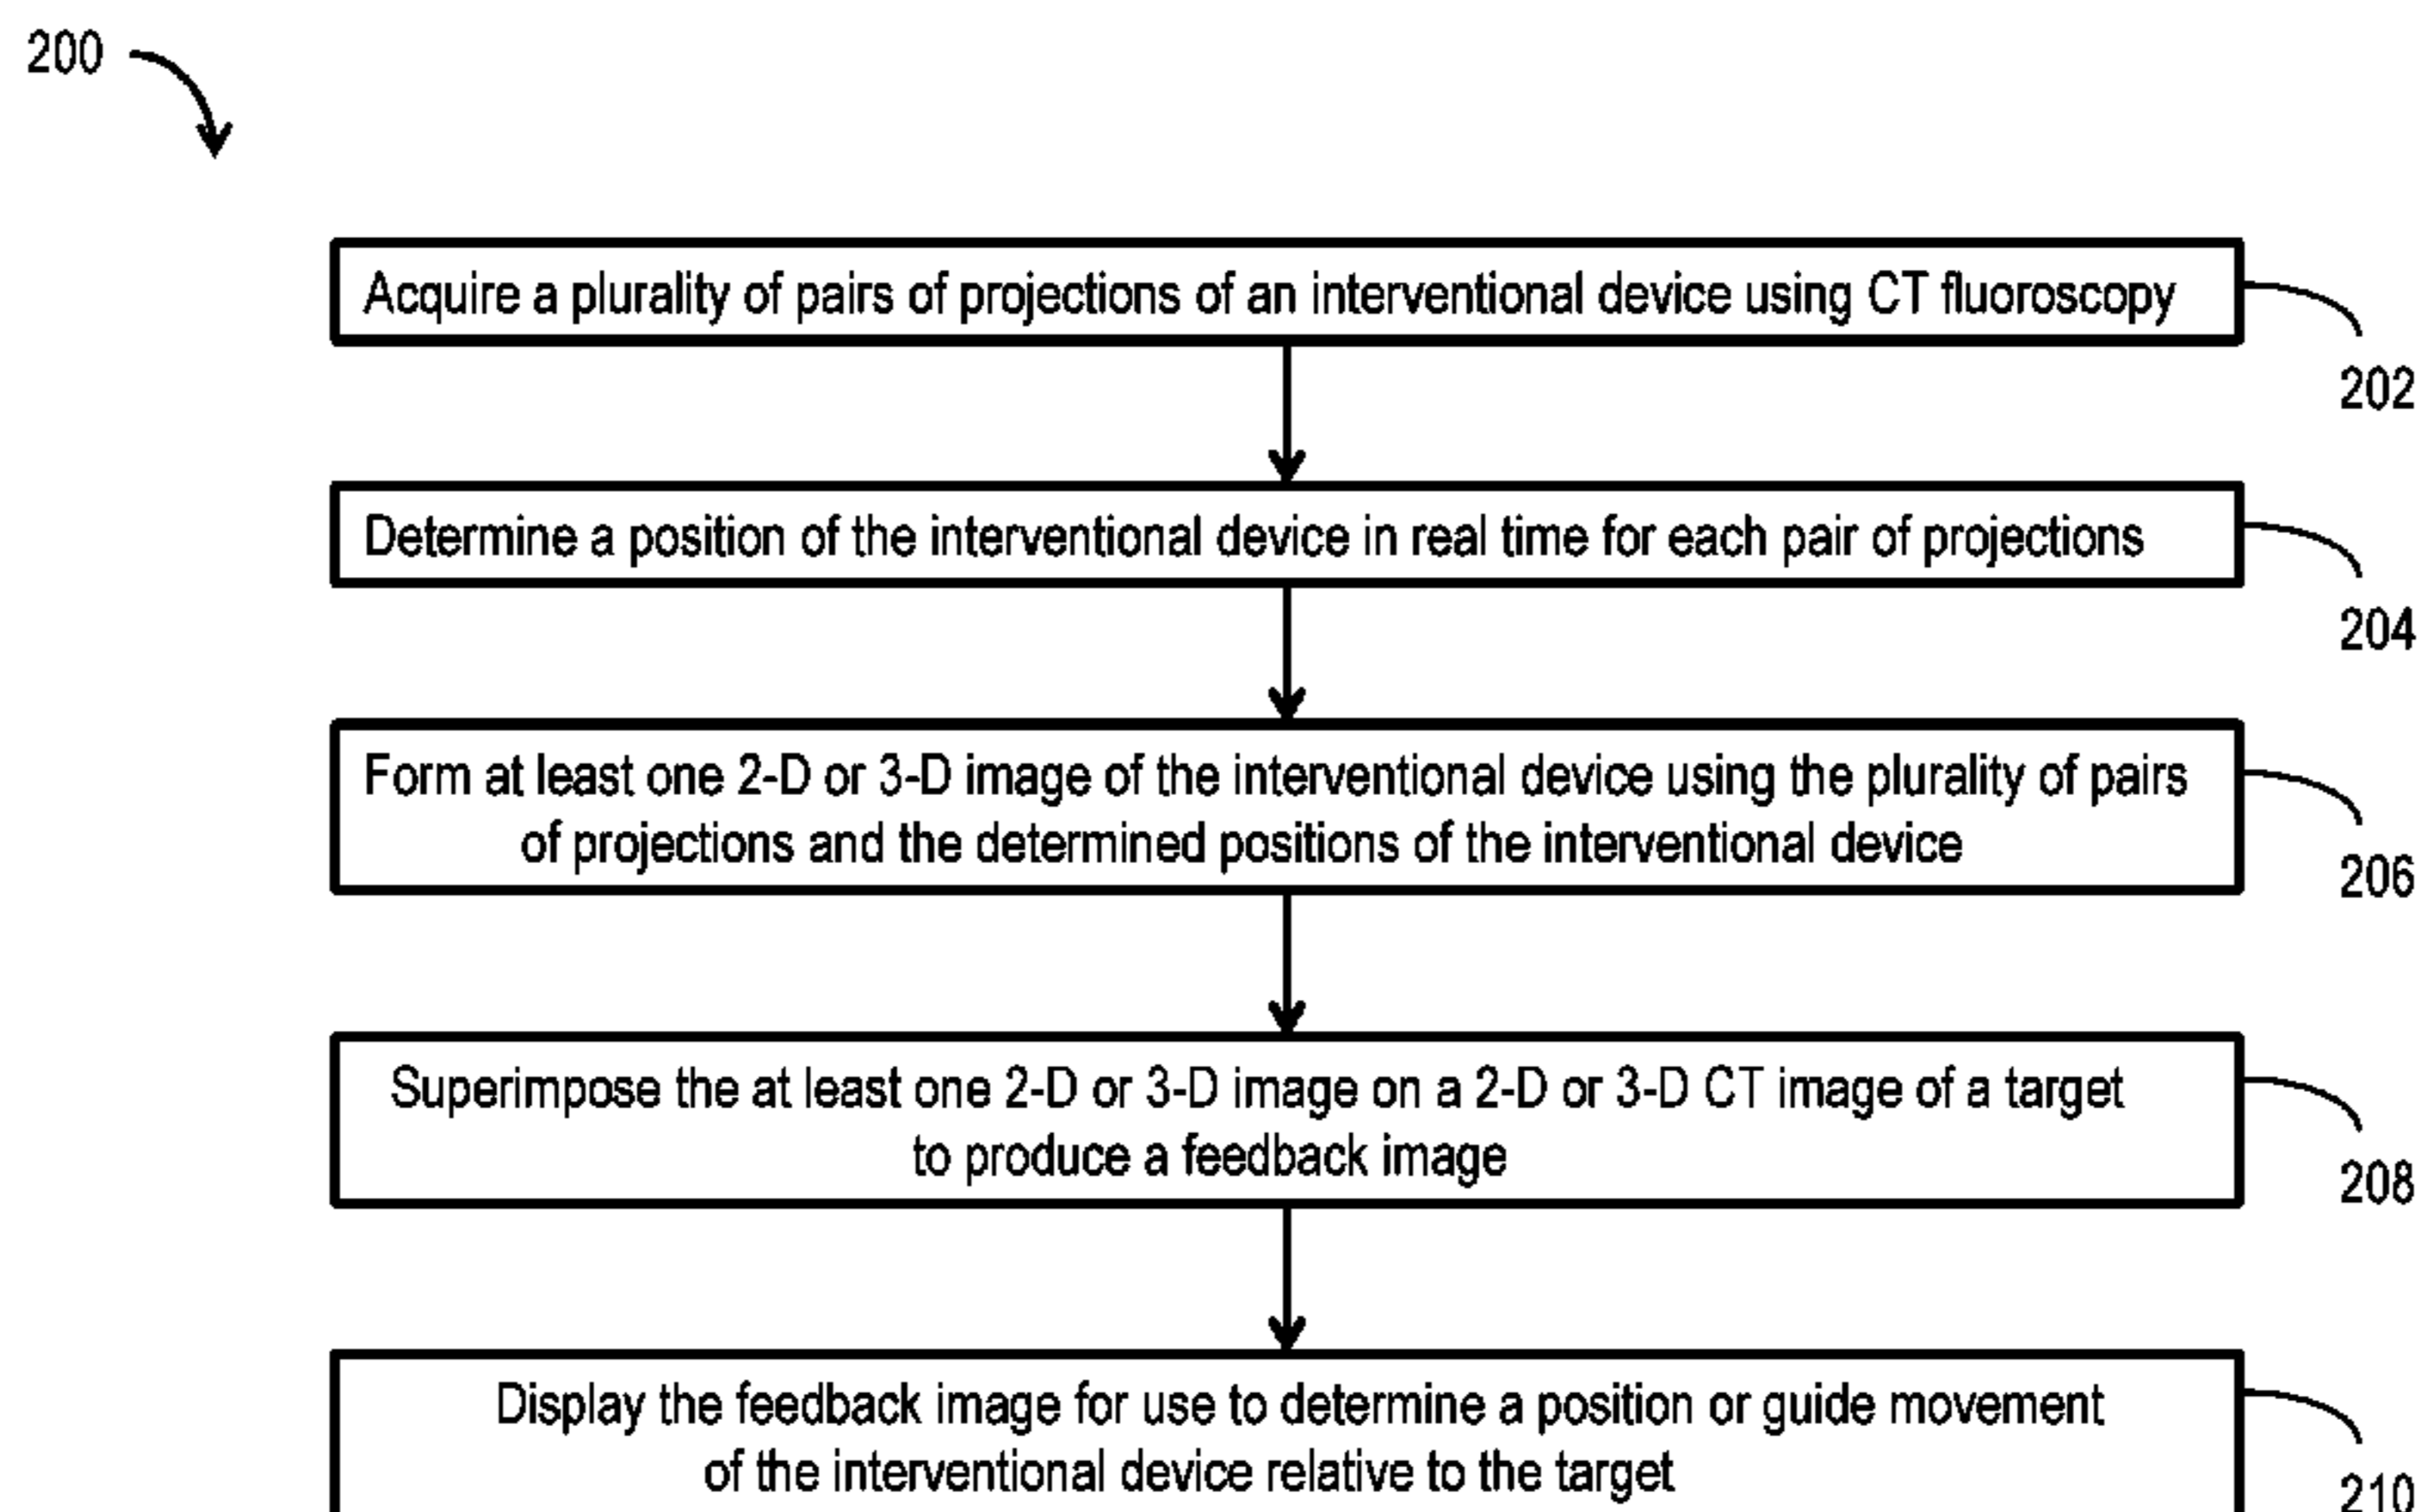 200
Acquire a plurality of pairs of projections of an interventional device using CT fluoroscopy
202
Determine a position of the interventional device in real time for each pair of projections
204
Form at least one 2-D or 3-D image of the interventional device using the plurality of pairs
of projections and the determined positions of the interventional device
206
Superimpose the at least one 2-D or 3-D image on a 2-D or 3-D CT image of a target
to produce a feedback image
208
Display the feedback image for use to determine a position or guide movement
of the interventional device relative to the target
210